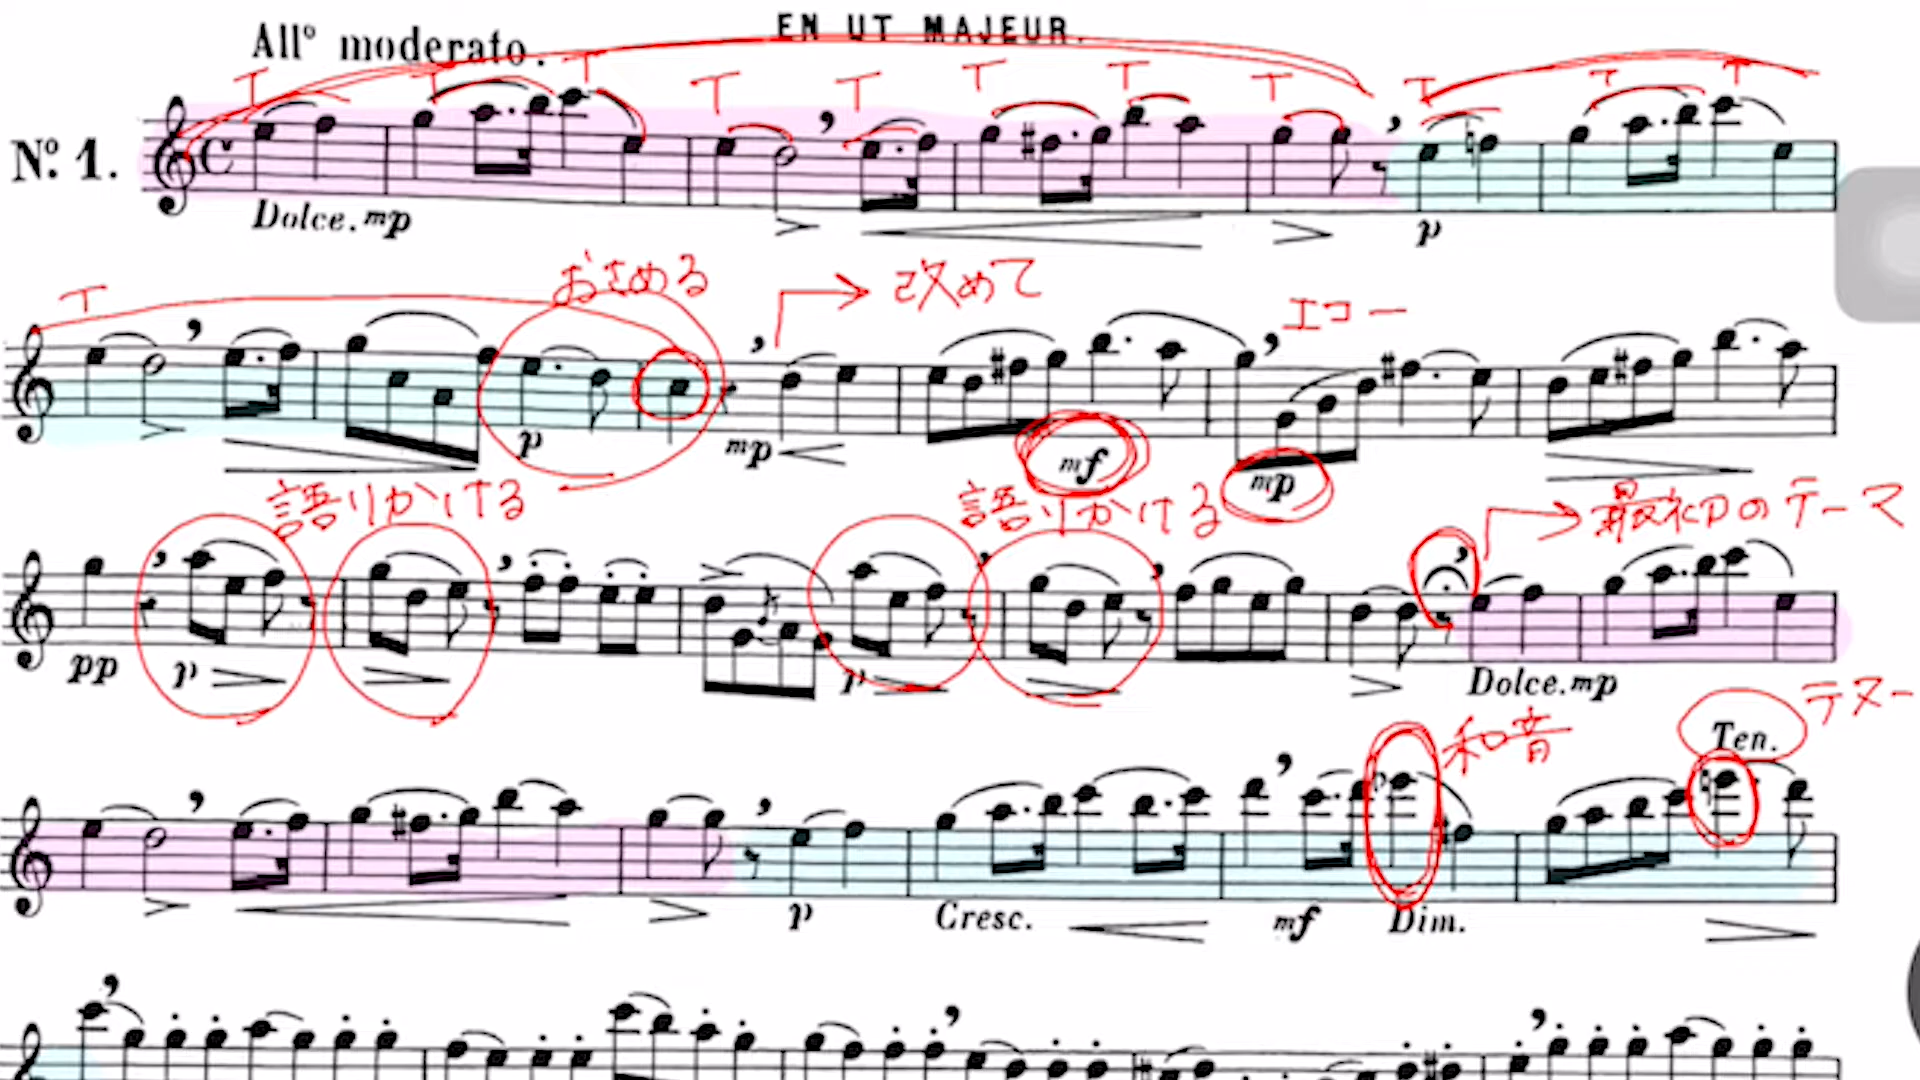 EN UT MAJEUR.
All° moderato.
T T T T T T T T T T T
Nº 1.
Dolce. mp p
おさめる 改めて
T エコー
p mp mf mp
語りかける 語りかける 最初のテーマ
pp p p Dolce. mp
テヌー
和音 Ten.
p Cresc. mf Dim.